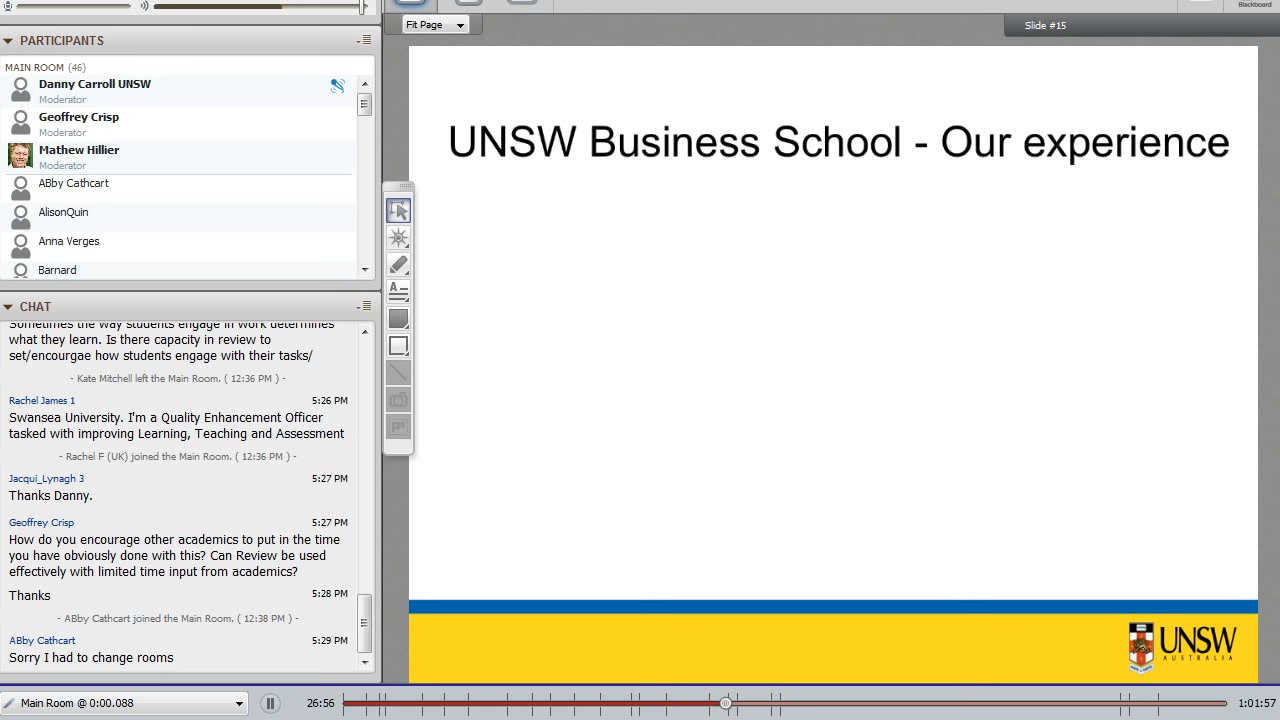 Blackboard
Fit Page
Slide #15
PARTICIPANTS
MAIN ROOM (46)
Danny Carroll UNSW
Moderator
Geoffrey Crisp
Moderator
Mathew Hillier
Moderator
ABby Cathcart
AlisonQuin
Anna Verges
Barnard
CHAT
Sometimes the way students engage in work determines
what they learn. Is there capacity in review to
set/encourgae how students engage with their tasks/
- Kate Mitchell left the Main Room. ( 12:36 PM ) -
Rachel James 1 5:26 PM
Swansea University. I'm a Quality Enhancement Officer
tasked with improving Learning, Teaching and Assessment
- Rachel F (UK) joined the Main Room. ( 12:36 PM ) -
Jacqui_Lynagh 3 5:27 PM
Thanks Danny.
Geoffrey Crisp 5:27 PM
How do you encourage other academics to put in the time
you have obviously done with this? Can Review be used
effectively with limited time input from academics?
Thanks 5:28 PM
- ABby Cathcart joined the Main Room. ( 12:38 PM ) -
ABby Cathcart 5:29 PM
Sorry I had to change rooms
UNSW Business School - Our experience
UNSW
AUSTRALIA
Main Room @ 0:00.088
26:56
1:01:57